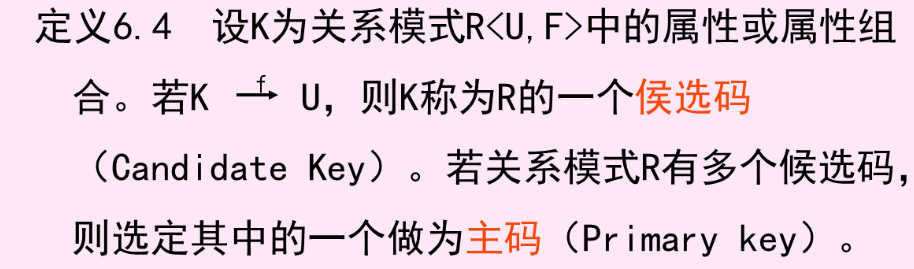 定义6.4 设K为关系模式R<U,F>中的属性或属性组
合。若K f→ U，则K称为R的一个侯选码
（Candidate Key）。若关系模式R有多个候选码，
则选定其中的一个做为主码（Primary key）。